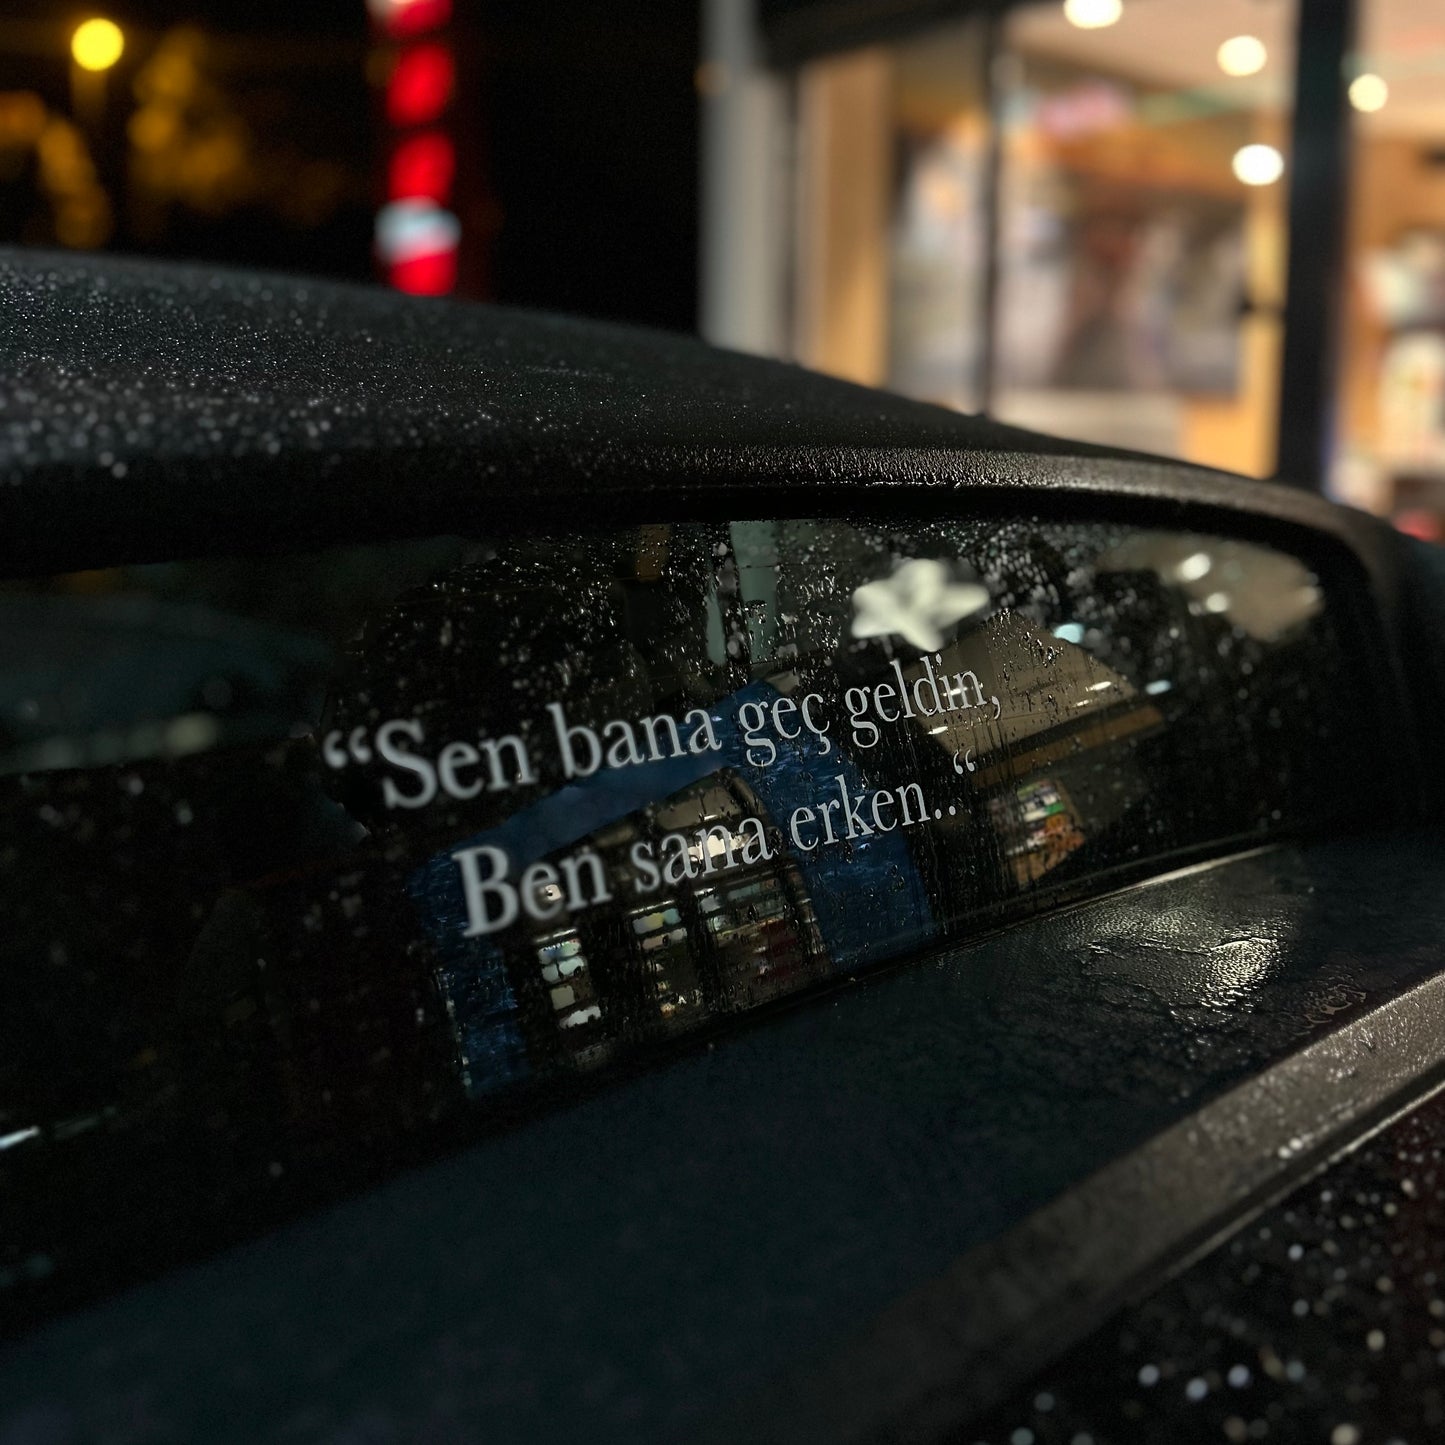 “Sen bana geç geldin,
Ben sana erken..“